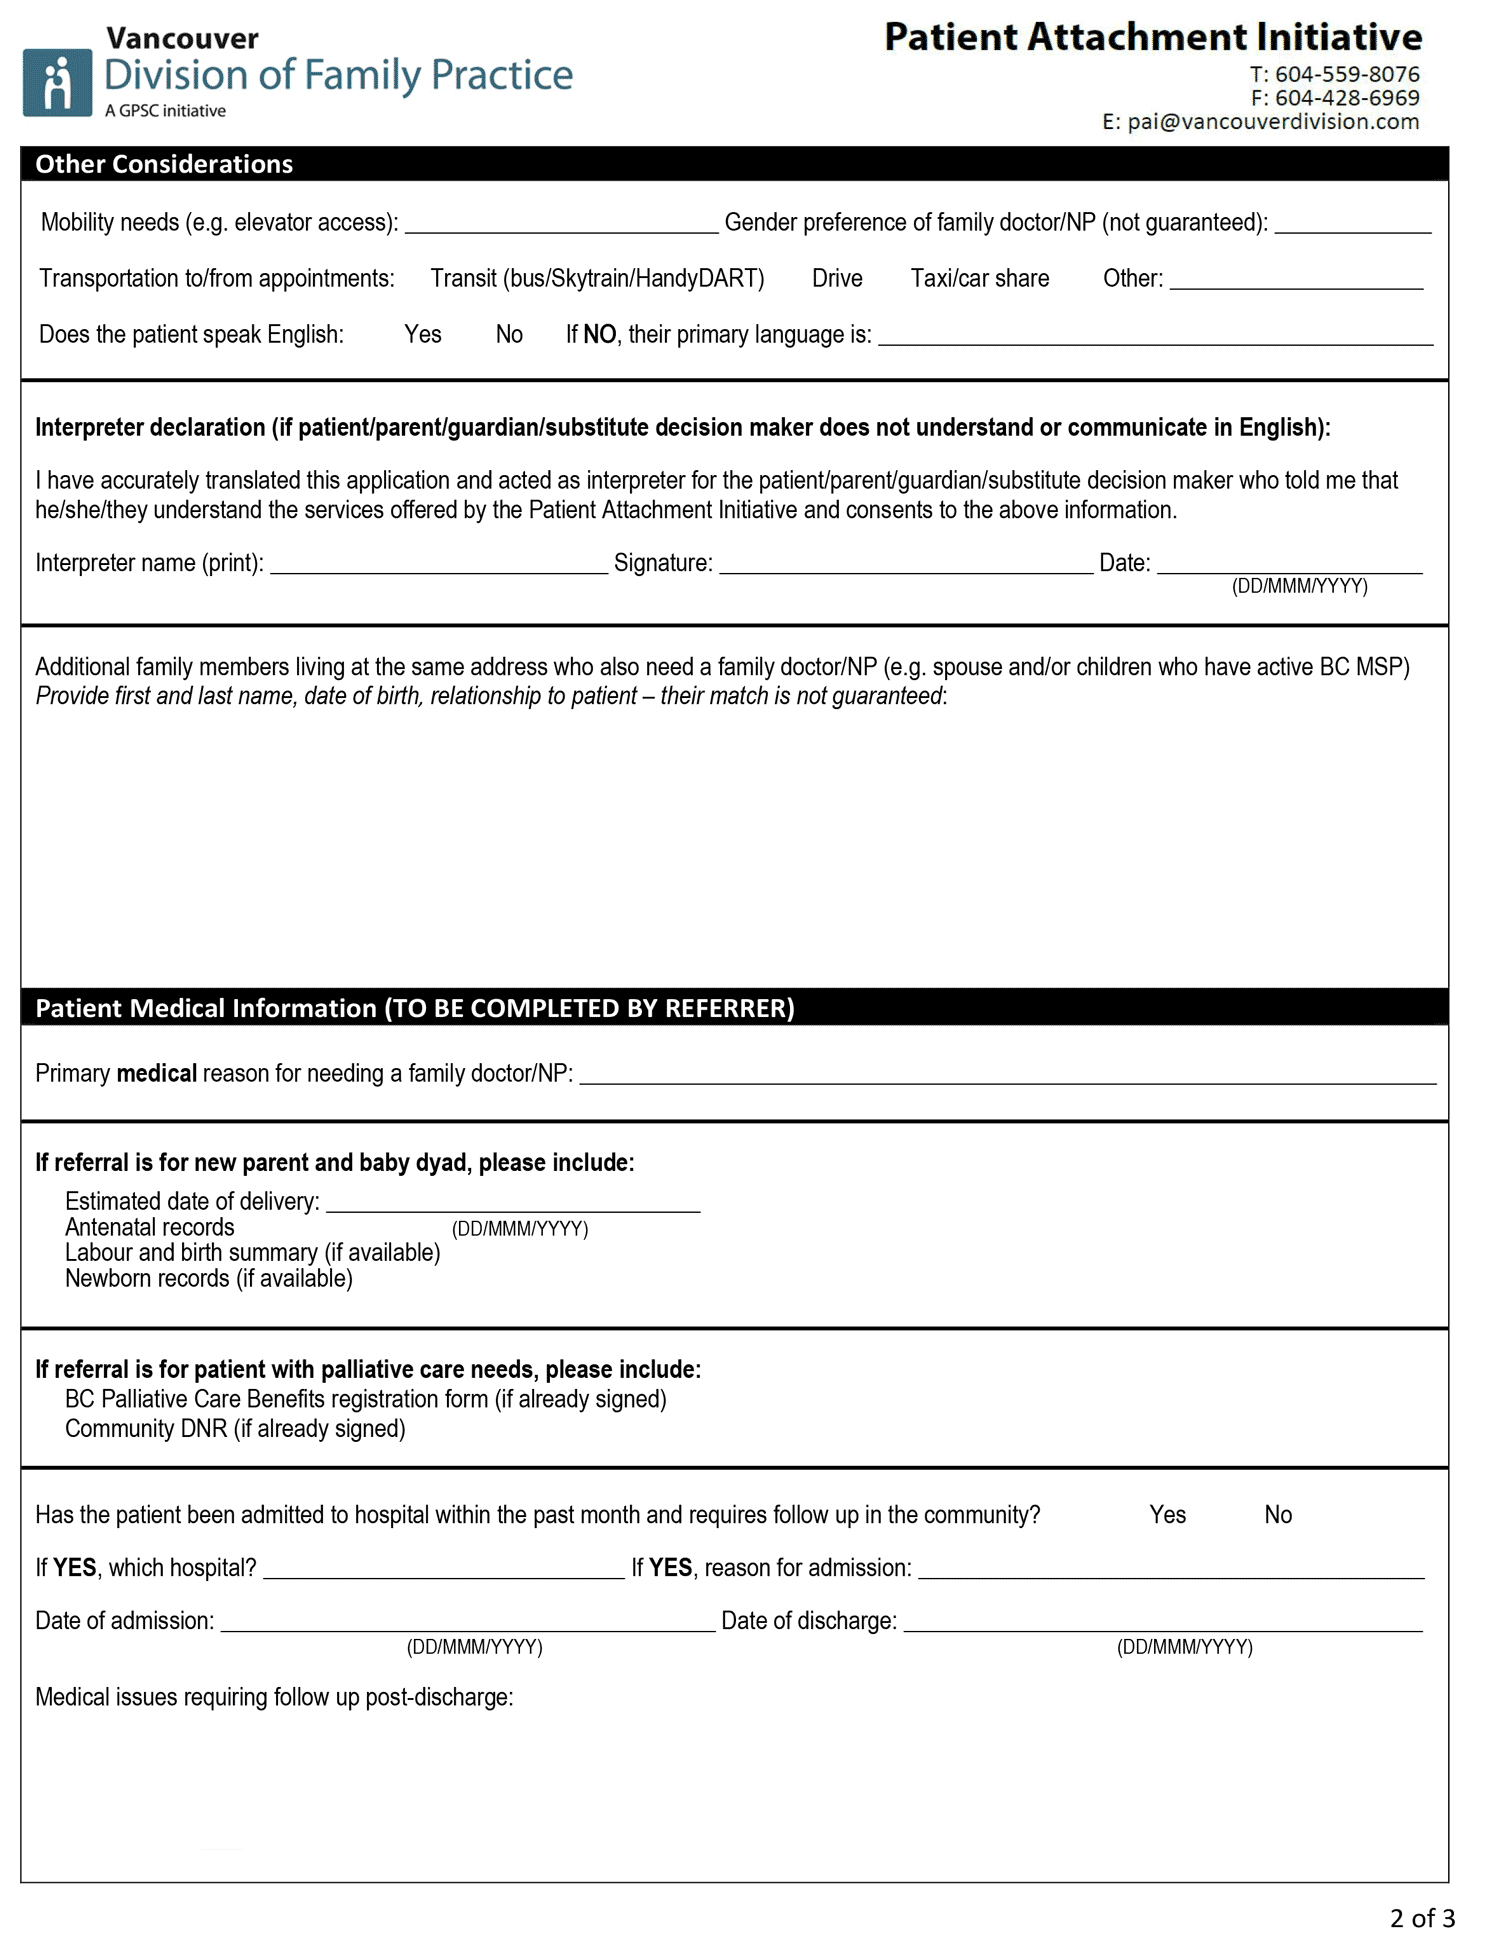 Vancouver
Division of Family Practice
A GPSC initiative
Patient Attachment Initiative
T: 604-559-8076
F: 604-428-6969
E: pai@vancouverdivision.com
Other Considerations
Mobility needs (e.g. elevator access): ____________________ Gender preference of family doctor/NP (not guaranteed): __________
Transportation to/from appointments: Transit (bus/Skytrain/HandyDART) Drive Taxi/car share Other: ________________
Does the patient speak English: Yes No If NO, their primary language is: ____________________
Interpreter declaration (if patient/parent/guardian/substitute decision maker does not understand or communicate in English):
I have accurately translated this application and acted as interpreter for the patient/parent/guardian/substitute decision maker who told me that
he/she/they understand the services offered by the Patient Attachment Initiative and consents to the above information.
Interpreter name (print): ____________________ Signature: ____________________ Date: ________________
(DD/MMM/YYYY)
Additional family members living at the same address who also need a family doctor/NP (e.g. spouse and/or children who have active BC MSP)
Provide first and last name, date of birth, relationship to patient – their match is not guaranteed:
Patient Medical Information (TO BE COMPLETED BY REFERRER)
Primary medical reason for needing a family doctor/NP: ____________________
If referral is for new parent and baby dyad, please include:
Estimated date of delivery: ____________________
Antenatal records (DD/MMM/YYYY)
Labour and birth summary (if available)
Newborn records (if available)
If referral is for patient with palliative care needs, please include:
BC Palliative Care Benefits registration form (if already signed)
Community DNR (if already signed)
Has the patient been admitted to hospital within the past month and requires follow up in the community? Yes No
If YES, which hospital? ____________________ If YES, reason for admission: ____________________
Date of admission: ____________________ Date of discharge: ____________________
(DD/MMM/YYYY) (DD/MMM/YYYY)
Medical issues requiring follow up post-discharge:
2 of 3